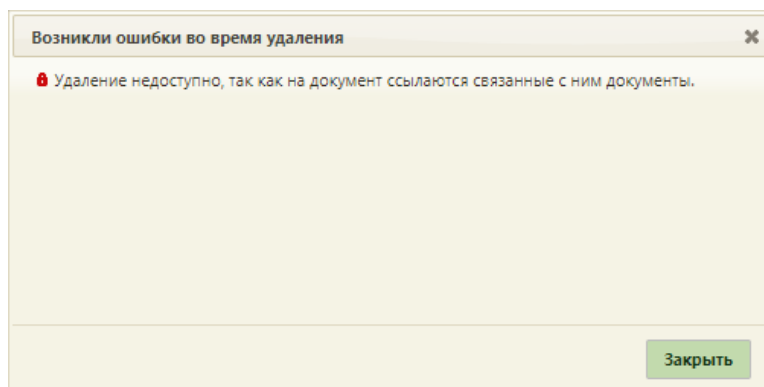 Возникли ошибки во время удаления
Удаление недоступно, так как на документ ссылаются связанные с ним документы.
Закрыть